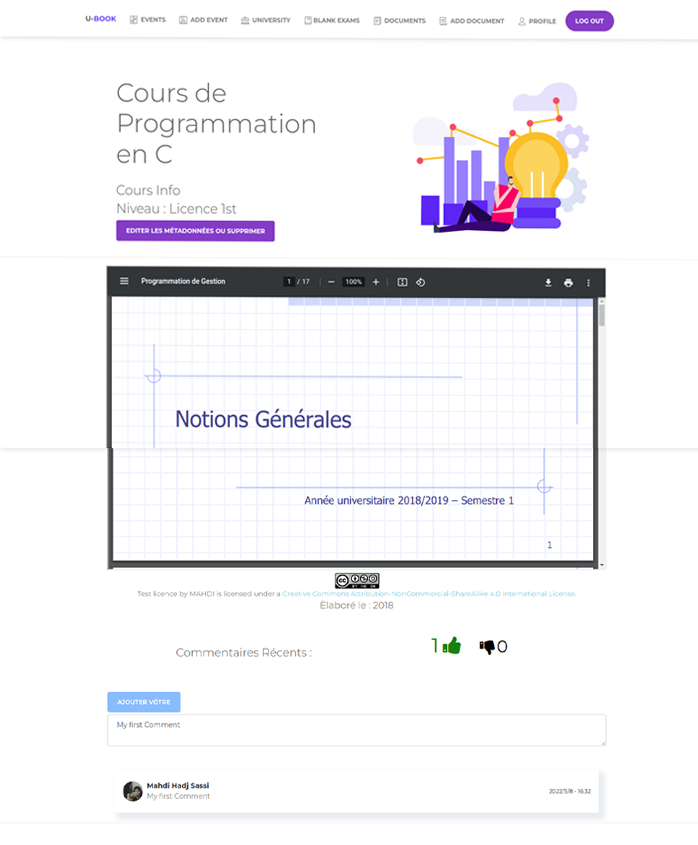 U-BOOK EVENTS ADD EVENT UNIVERSITY BLANK EXAMS DOCUMENTS ADD DOCUMENT PROFILE LOG OUT
Cours de
Programmation
en C
Cours Info
Niveau : Licence 1st
EDITER LES MÉTADONNÉES OU SUPPRIMER
Programmation de Gestion 1 / 17 100%
Notions Générales
Année universitaire 2018/2019 – Semestre 1
1
Test licence by MAHDI is licensed under a Creative Commons Attribution-NonCommercial-ShareAlike 4.0 International License.
Élaboré le : 2018
Commentaires Récents : 1 0
AJOUTER VÔTRE
My first Comment
Mahdi Hadj Sassi
My first Comment 2022/5/8 - 16:32